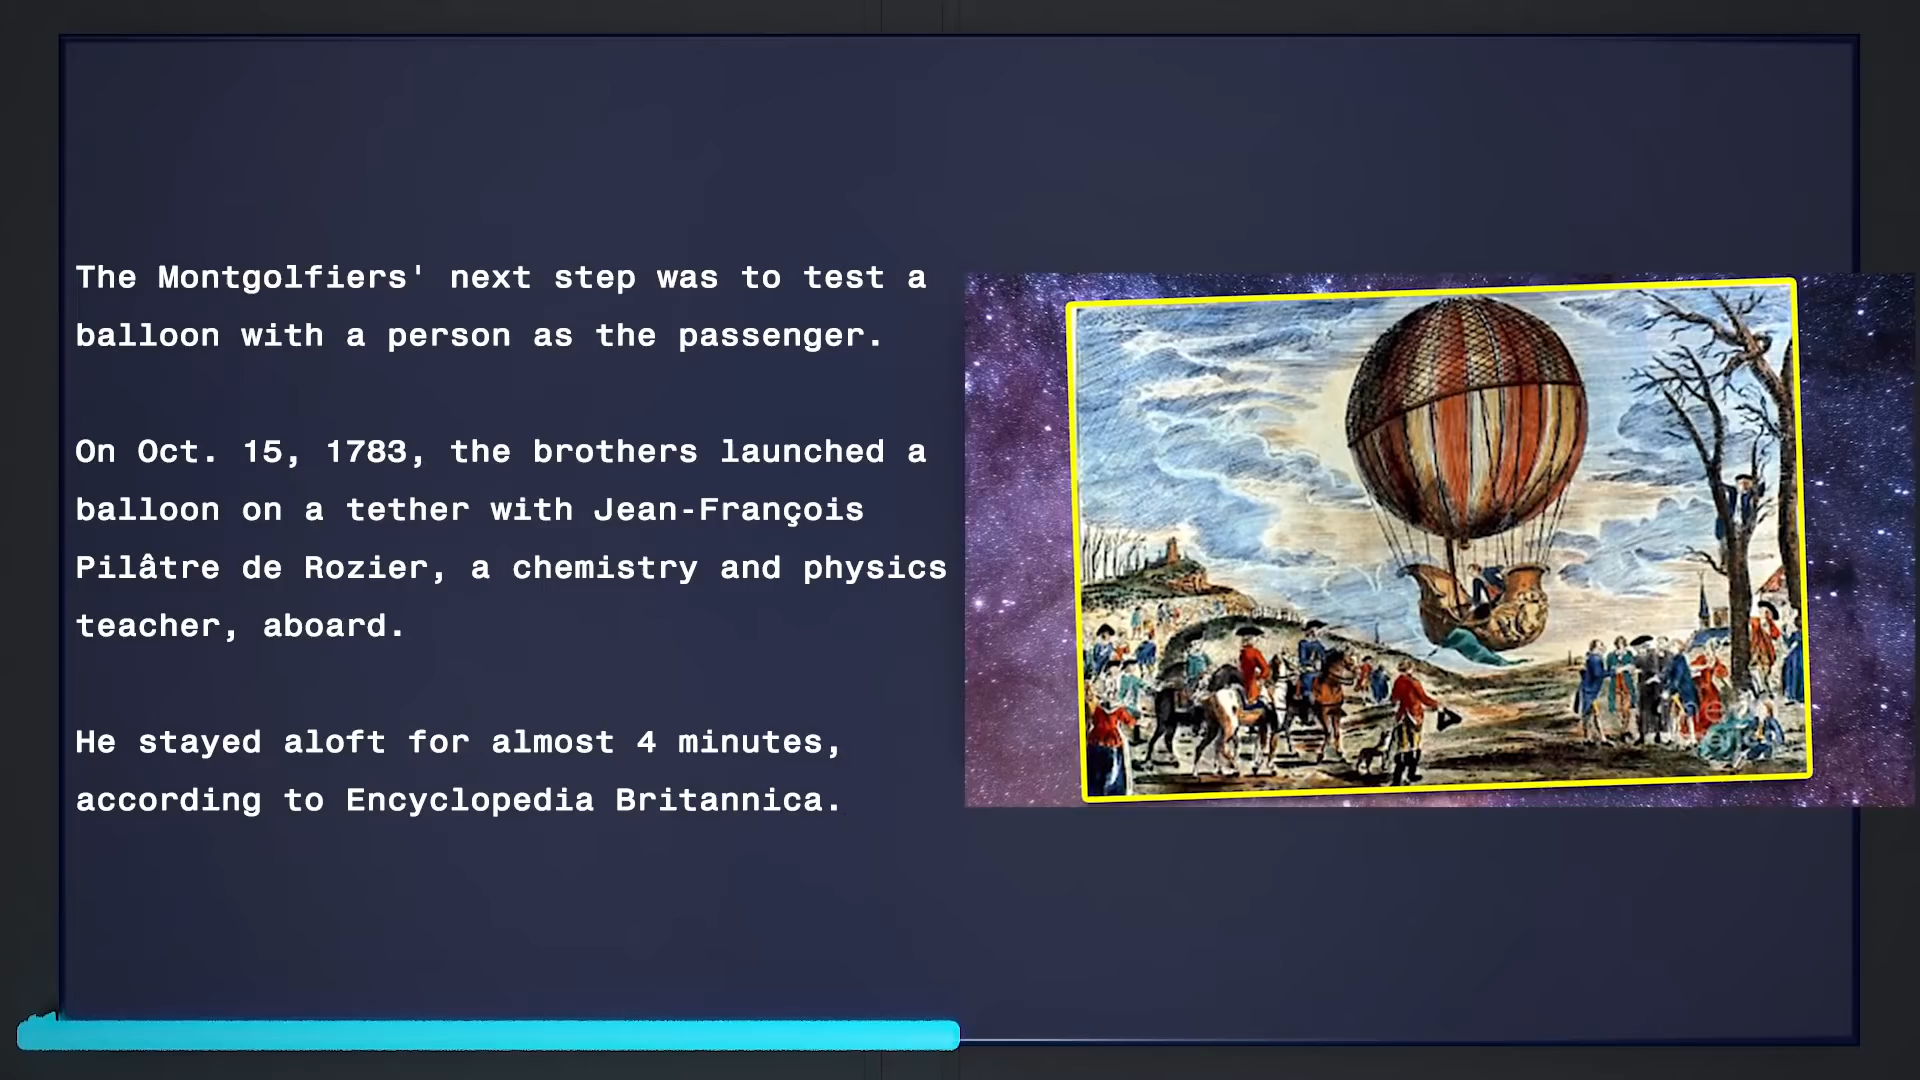 The Montgolfiers' next step was to test a
balloon with a person as the passenger.
On Oct. 15, 1783, the brothers launched a
balloon on a tether with Jean-François
Pilâtre de Rozier, a chemistry and physics
teacher, aboard.
He stayed aloft for almost 4 minutes,
according to Encyclopedia Britannica.